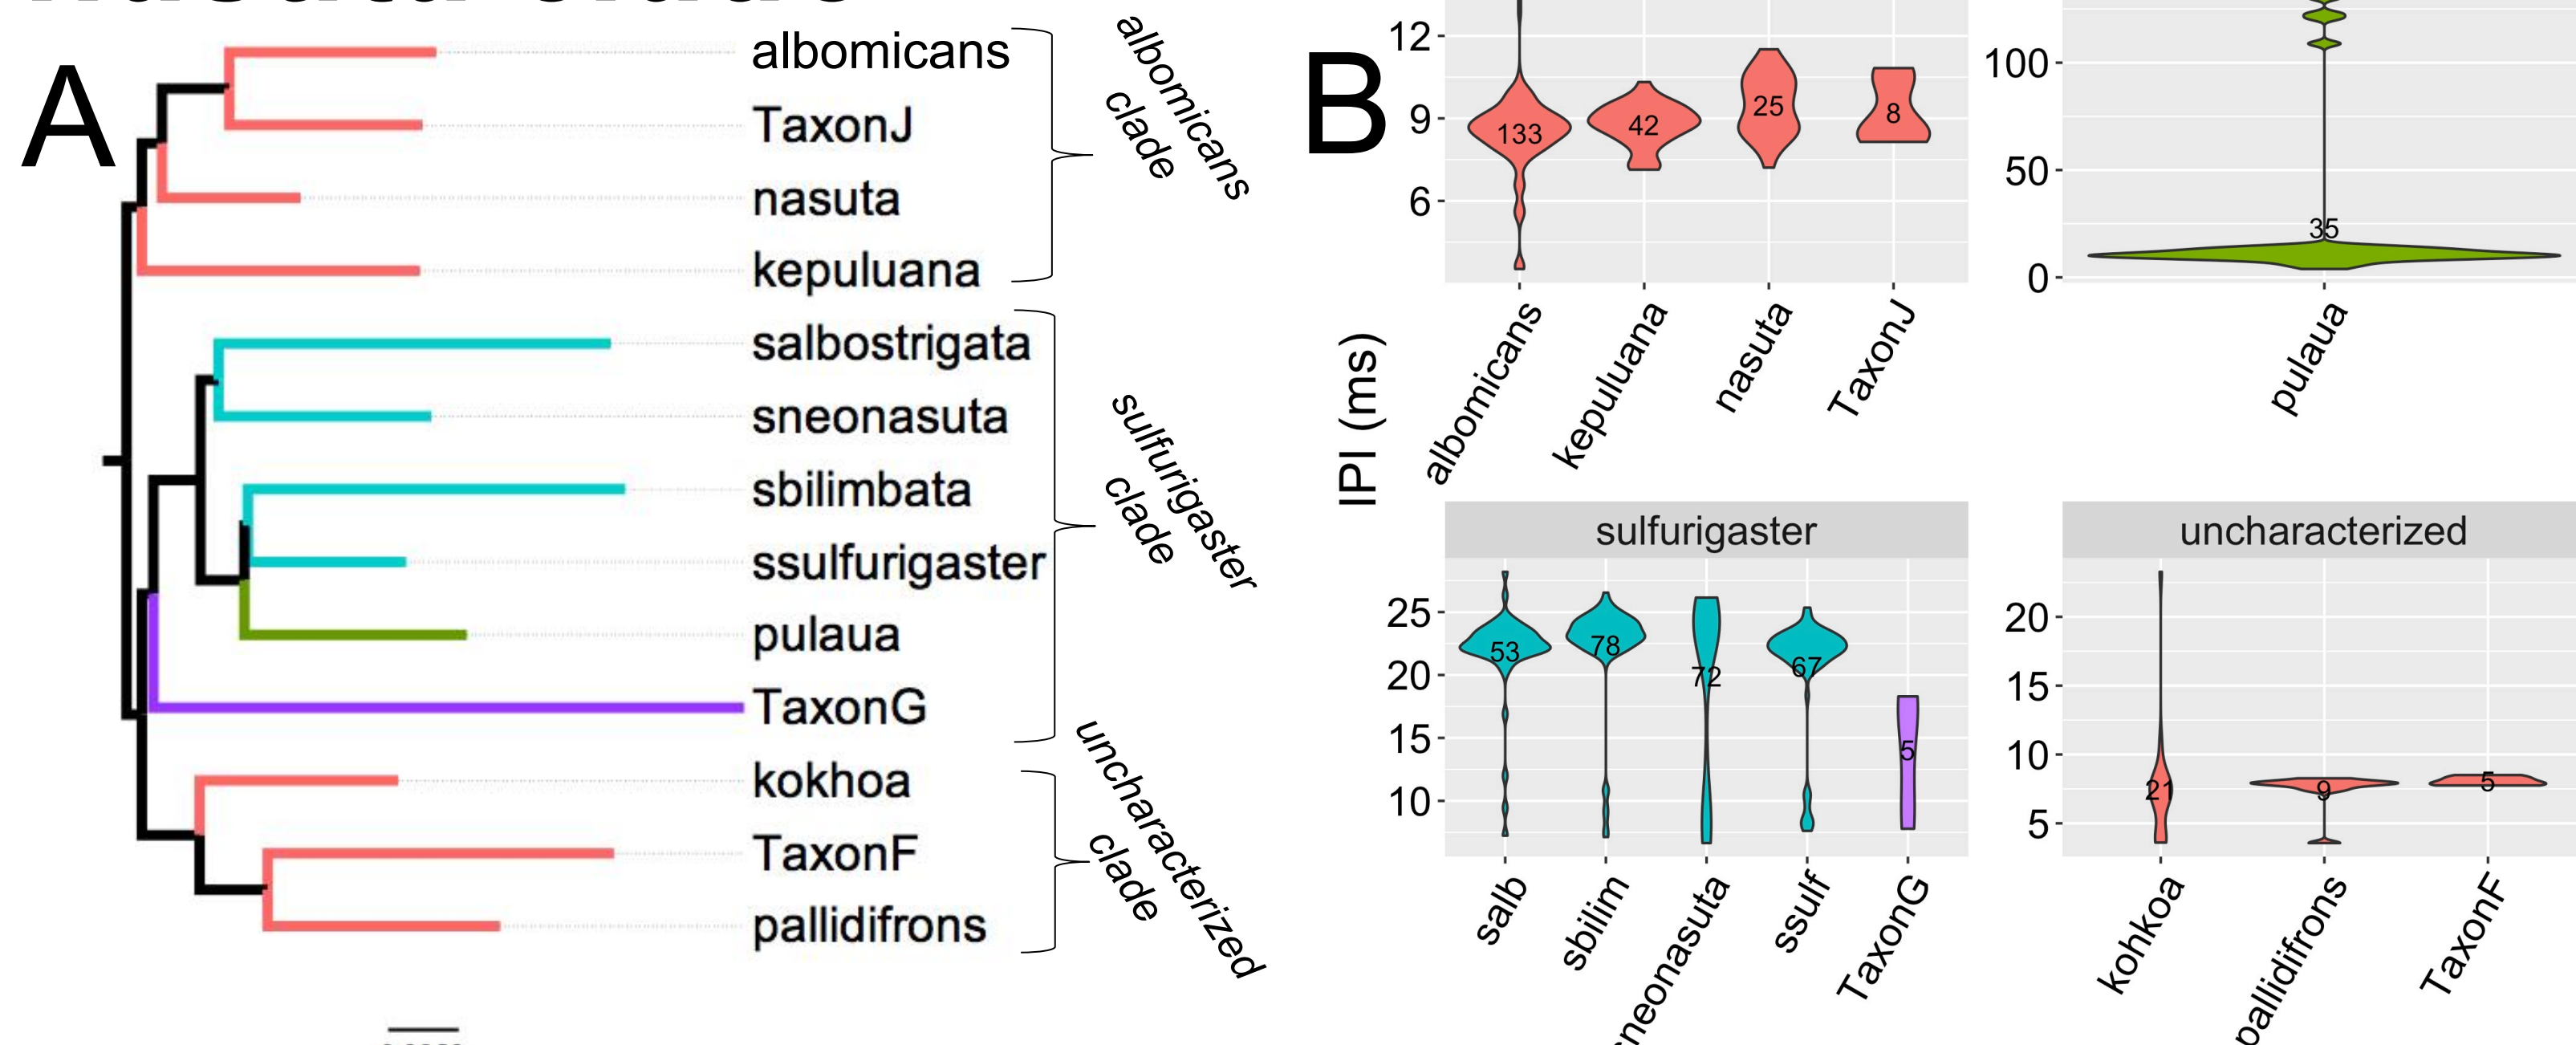 A
albomicans
TaxonJ
nasuta
kepuluana
salbostrigata
sneonasuta
sbilimbata
ssulfurigaster
pulaua
TaxonG
kokhoa
TaxonF
pallidifrons
albomicans
clade
sulfurigaster
clade
uncharacterized
clade
B
IPI (ms)
12
9
6
133
42
25
8
albomicans
kepuluana
nasuta
TaxonJ
100
50
0
35
pulaua
sulfurigaster
25
20
15
10
53
78
72
67
5
salb
sbilim
sneonasuta
ssulf
TaxonG
uncharacterized
20
15
10
5
21
9
5
kohkoa
pallidifrons
TaxonF